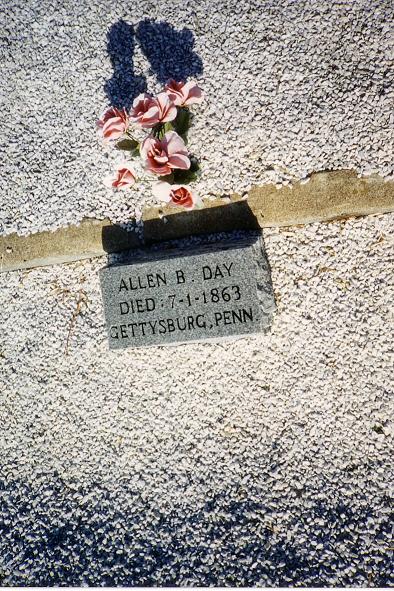 ALLEN B. DAY
DIED. 7-1-1863
GETTYSBURG, PENN.